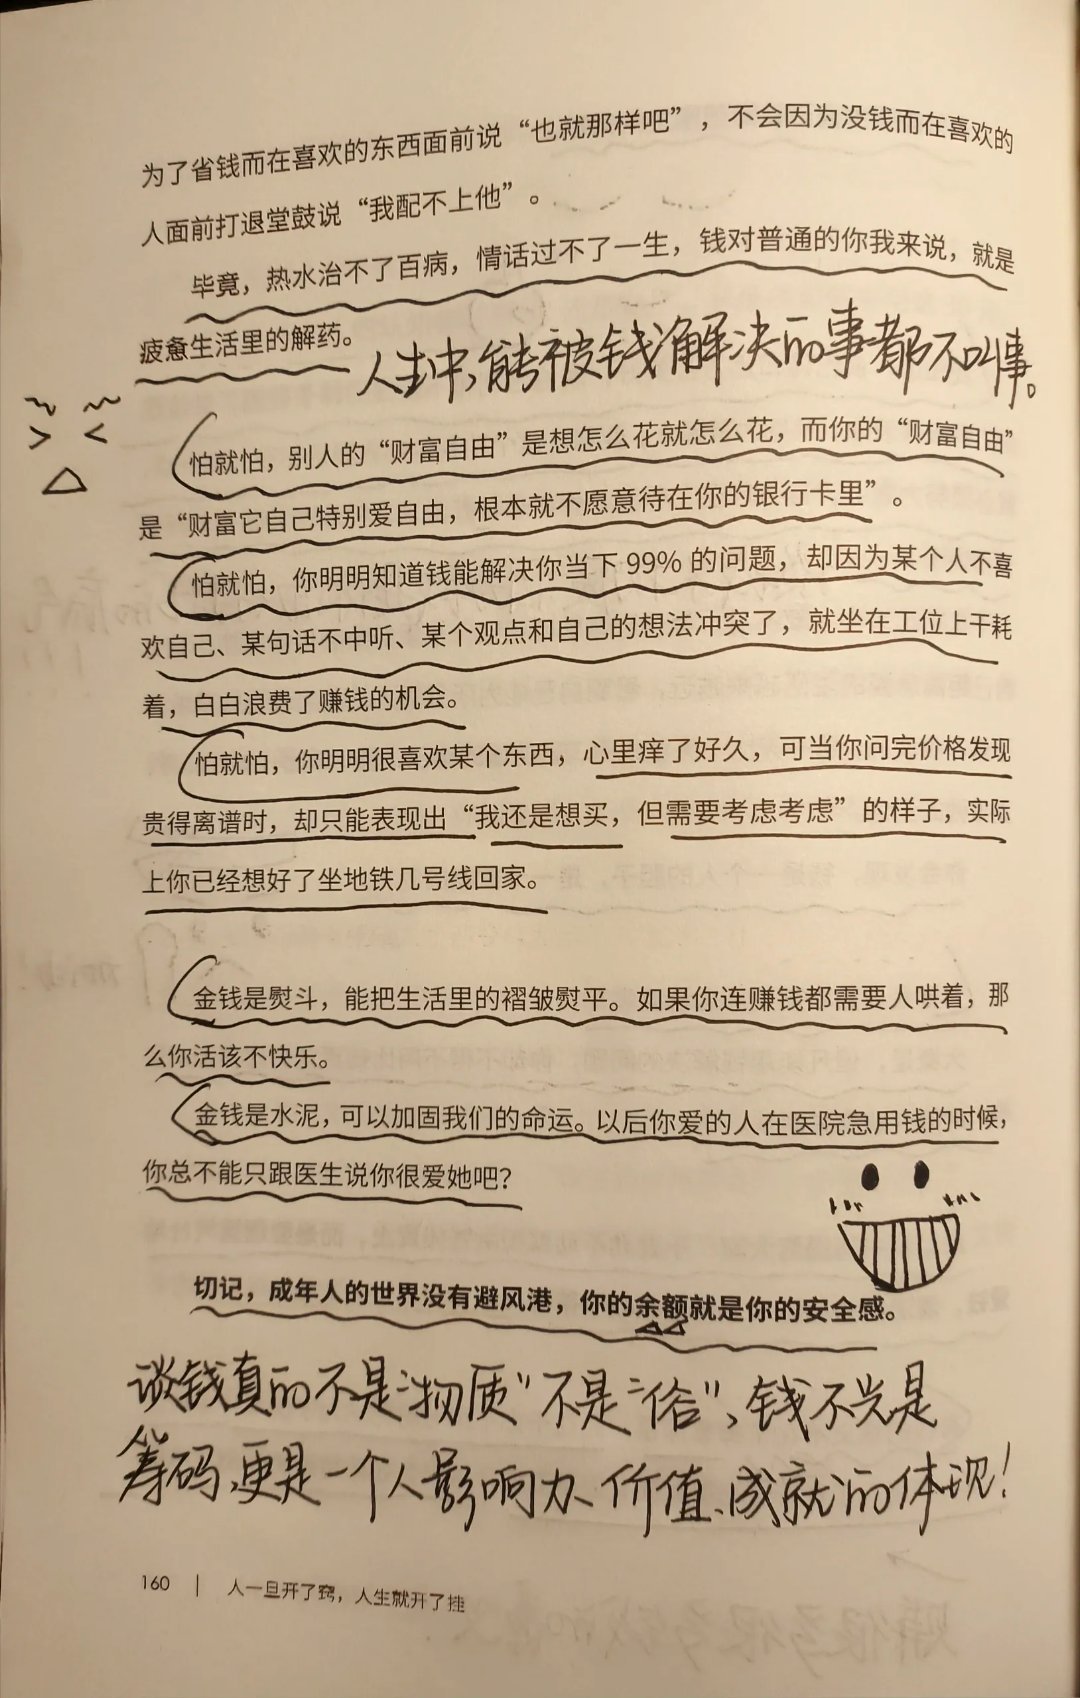 为了省钱而在喜欢的东西面前说“也就那样吧”，不会因为没钱而在喜欢的
人面前打退堂鼓说“我配不上他”。
毕竟，热水治不了百病，情话过不了一生，钱对普通的你我来说，就是
疲惫生活里的解药。
人生中，能被钱解决的事都不叫事。
怕就怕，别人的“财富自由”是想怎么花就怎么花，而你的“财富自由”
是“财富它自己特别爱自由，根本就不愿意待在你的银行卡里”。
怕就怕，你明明知道钱能解决你当下 99% 的问题，却因为某个人不喜
欢自己、某句话不中听、某个观点和自己的想法冲突了，就坐在工位上干耗
着，白白浪费了赚钱的机会。
怕就怕，你明明很喜欢某个东西，心里痒了好久，可当你问完价格发现
贵得离谱时，却只能表现出“我还是想买，但需要考虑考虑”的样子，实际
上你已经想好了坐地铁几号线回家。
金钱是熨斗，能把生活里的褶皱熨平。如果你连赚钱都需要人哄着，那
么你活该不快乐。
金钱是水泥，可以加固我们的命运。以后你爱的人在医院急用钱的时候，
你总不能只跟医生说你很爱她吧？
切记，成年人的世界没有避风港，你的余额就是你的安全感。
谈钱真的不是“物质”不是“俗”，钱不光是
筹码、更是一个人影响力、价值、成就的体现！
160 | 人一旦开了窍，人生就开了挂